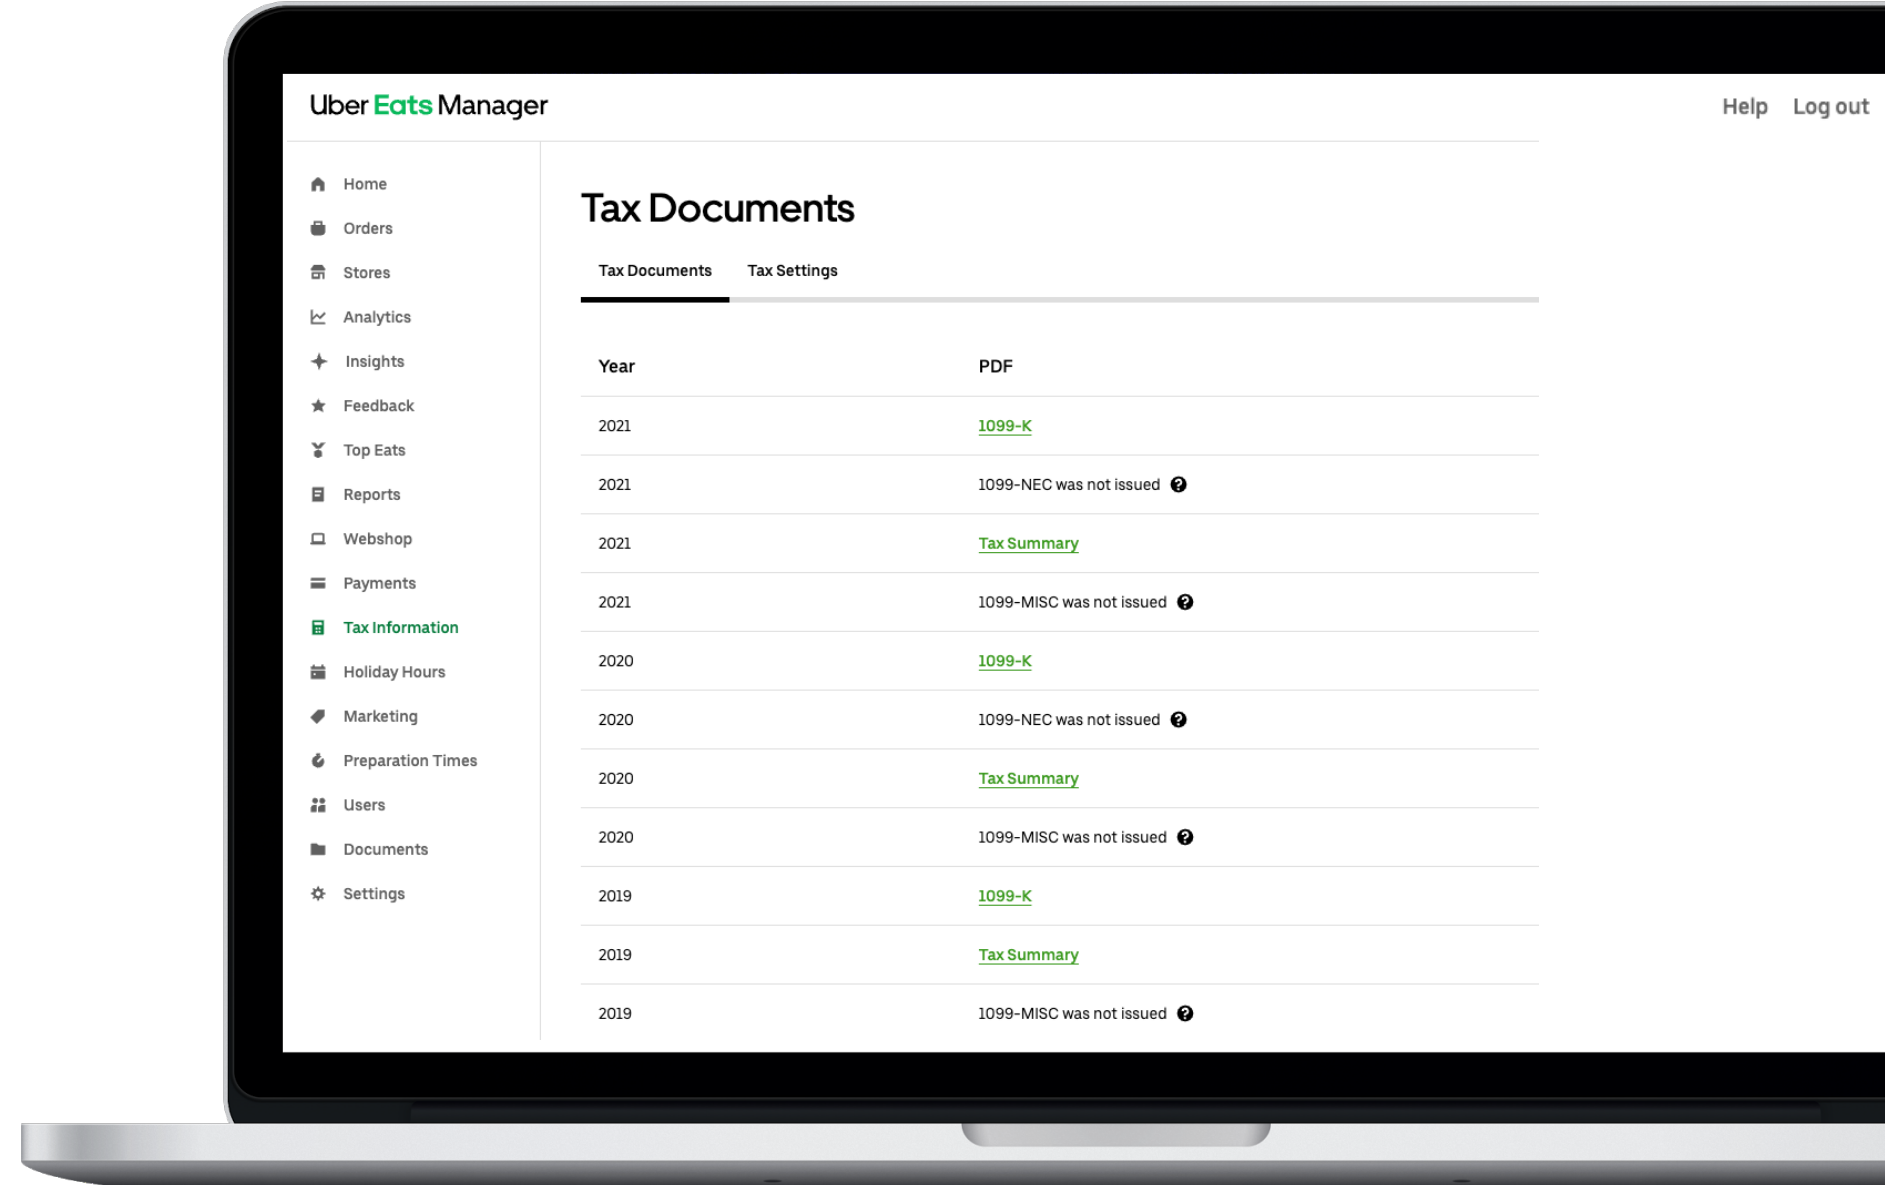 Uber Eats Manager
Help Log out
Home
Orders
Stores
Analytics
Insights
Feedback
Top Eats
Reports
Webshop
Payments
Tax Information
Holiday Hours
Marketing
Preparation Times
Users
Documents
Settings
Tax Documents
Tax Documents Tax Settings
Year PDF
2021 1099-K
2021 1099-NEC was not issued ?
2021 Tax Summary
2021 1099-MISC was not issued ?
2020 1099-K
2020 1099-NEC was not issued ?
2020 Tax Summary
2020 1099-MISC was not issued ?
2019 1099-K
2019 Tax Summary
2019 1099-MISC was not issued ?